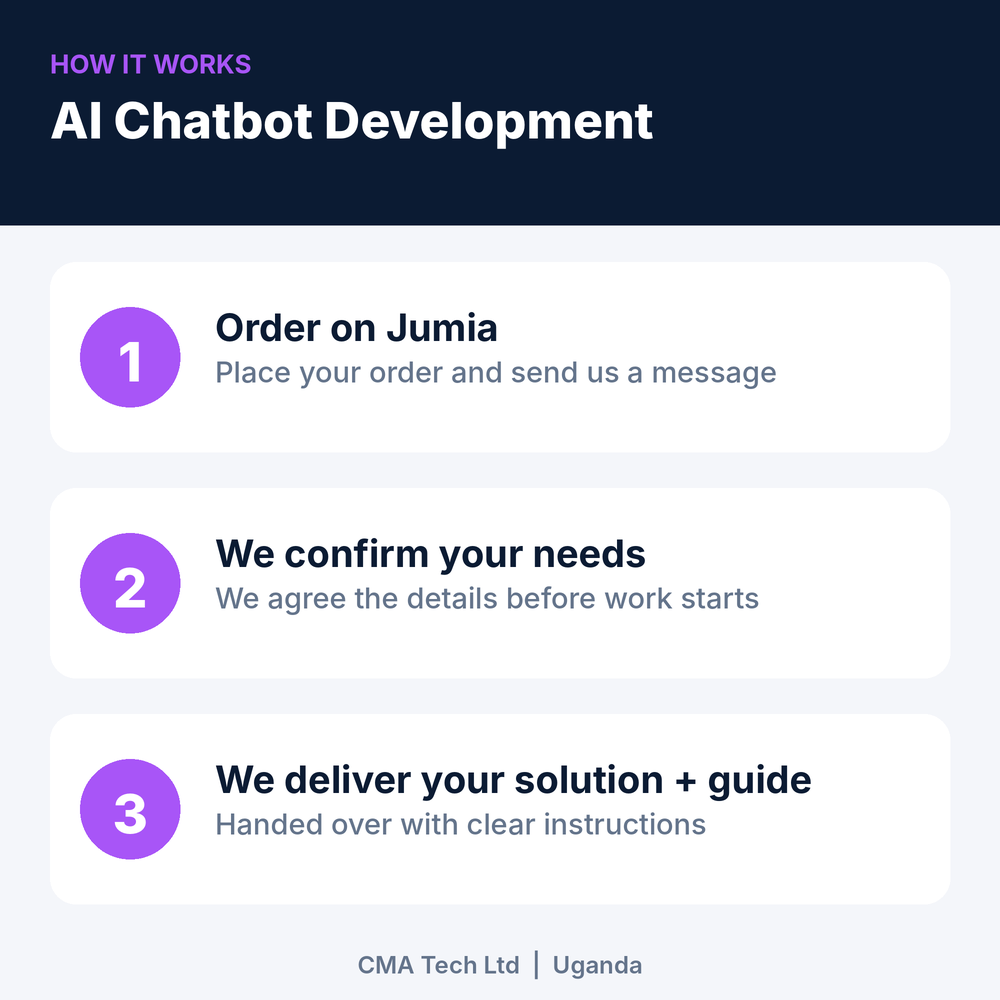 HOW IT WORKS
AI Chatbot Development
1
Order on Jumia
Place your order and send us a message
2
We confirm your needs
We agree the details before work starts
3
We deliver your solution + guide
Handed over with clear instructions
CMA Tech Ltd | Uganda